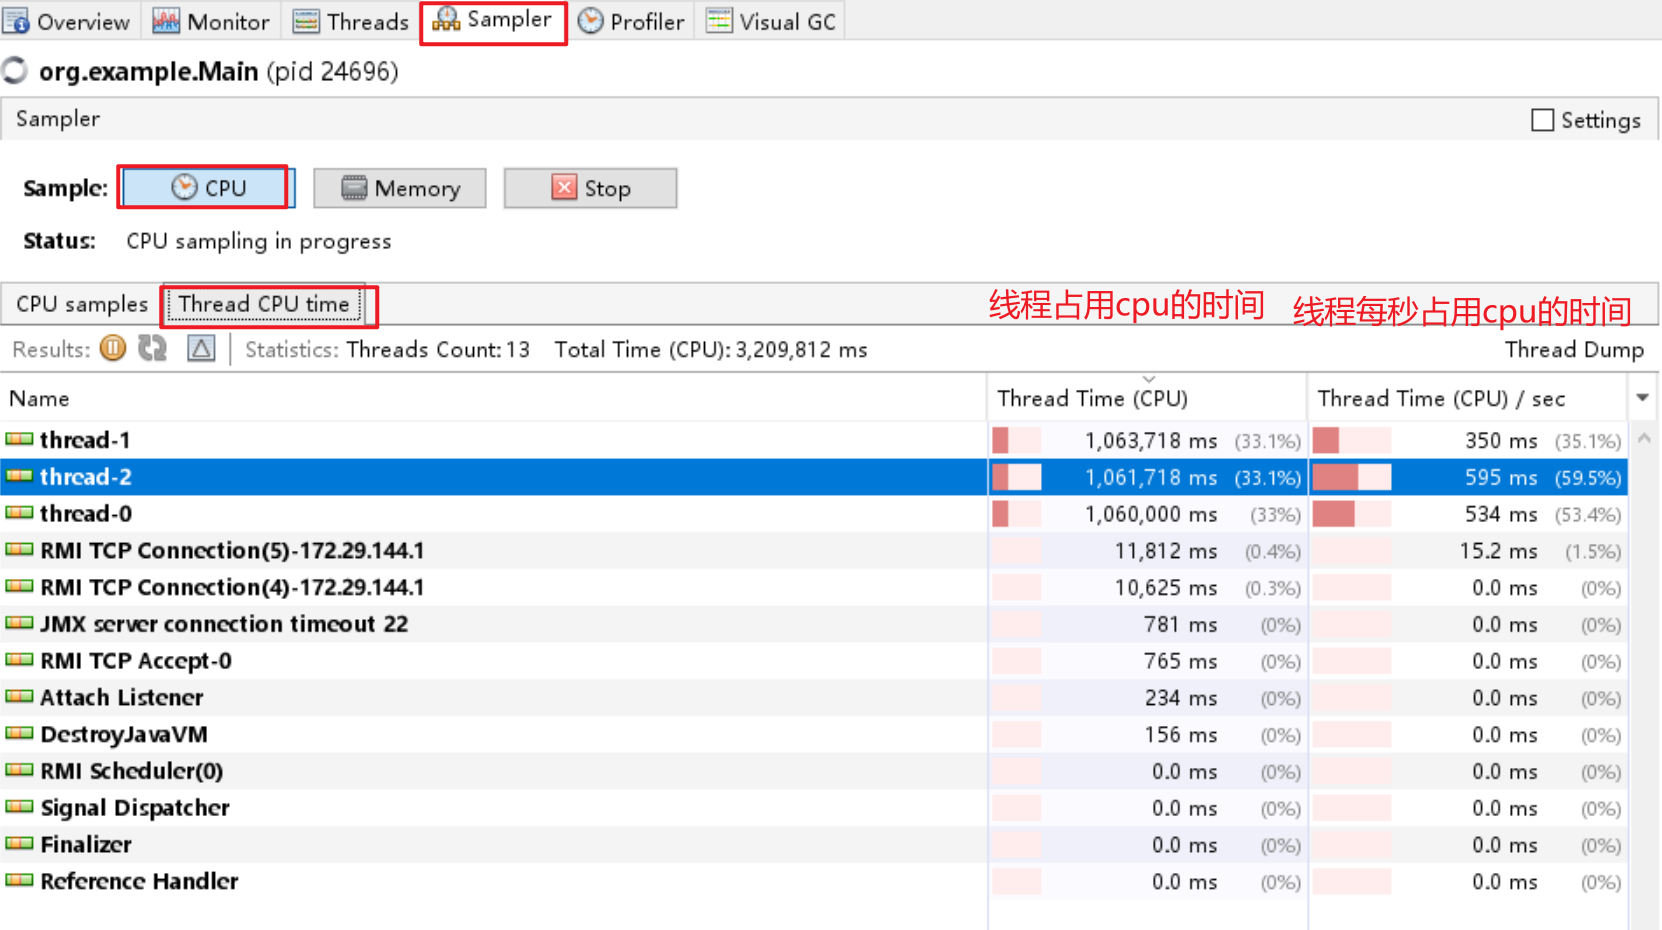 Overview Monitor Threads Sampler Profiler Visual GC
org.example.Main (pid 24696)
Sampler Settings
Sample: CPU Memory Stop
Status: CPU sampling in progress
CPU samples Thread CPU time 线程占用cpu的时间 线程每秒占用cpu的时间
Results: Statistics: Threads Count: 13 Total Time (CPU): 3,209,812 ms Thread Dump
Name Thread Time (CPU) Thread Time (CPU) / sec
thread-1 1,063,718 ms (33.1%) 350 ms (35.1%)
thread-2 1,061,718 ms (33.1%) 595 ms (59.5%)
thread-0 1,060,000 ms (33%) 534 ms (53.4%)
RMI TCP Connection(5)-172.29.144.1 11,812 ms (0.4%) 15.2 ms (1.5%)
RMI TCP Connection(4)-172.29.144.1 10,625 ms (0.3%) 0.0 ms (0%)
JMX server connection timeout 22 781 ms (0%) 0.0 ms (0%)
RMI TCP Accept-0 765 ms (0%) 0.0 ms (0%)
Attach Listener 234 ms (0%) 0.0 ms (0%)
DestroyJavaVM 156 ms (0%) 0.0 ms (0%)
RMI Scheduler(0) 0.0 ms (0%) 0.0 ms (0%)
Signal Dispatcher 0.0 ms (0%) 0.0 ms (0%)
Finalizer 0.0 ms (0%) 0.0 ms (0%)
Reference Handler 0.0 ms (0%) 0.0 ms (0%)